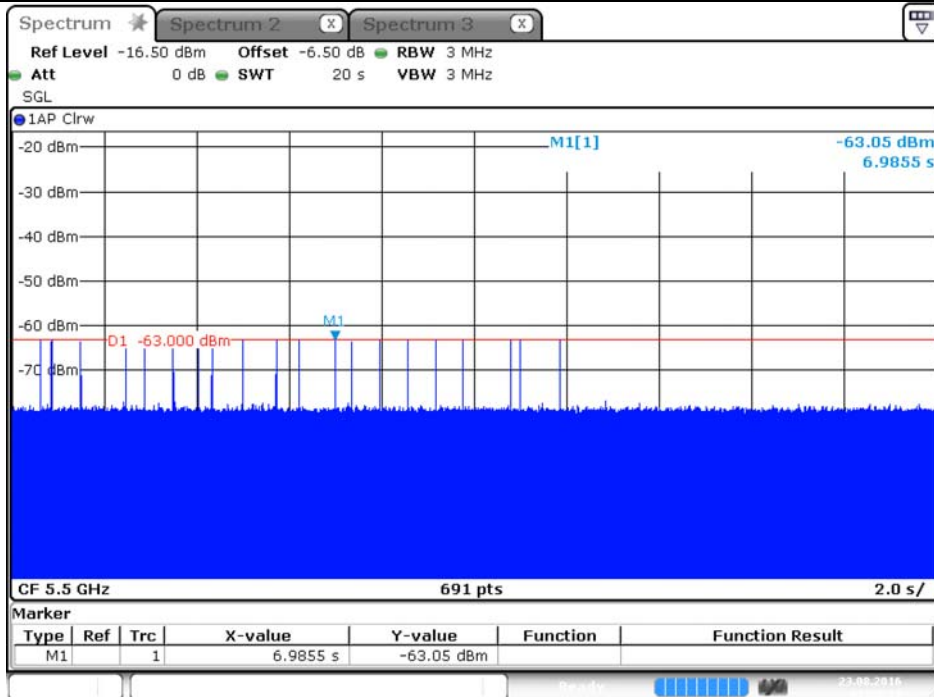 Spectrum Spectrum 2 X Spectrum 3 X
Ref Level -16.50 dBm Offset -6.50 dB RBW 3 MHz
Att 0 dB SWT 20 s VBW 3 MHz
SGL
1AP Clrw
-20 dBm M1[1] -63.05 dBm
6.9855 s
-30 dBm
-40 dBm
-50 dBm
-60 dBm M1
D1 -63.000 dBm
-70 dBm
CF 5.5 GHz 691 pts 2.0 s/
Marker
Type Ref Trc X-value Y-value Function Function Result
M1 1 6.9855 s -63.05 dBm
Ready 23.08.2016